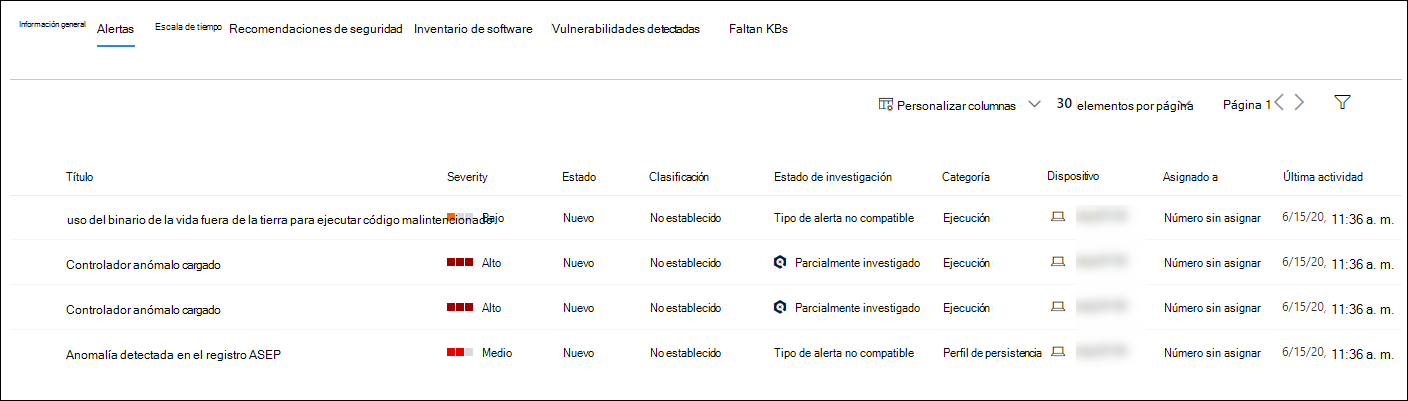 Información general Alertas Escala de tiempo Recomendaciones de seguridad Inventario de software Vulnerabilidades detectadas Faltan KBs
Personalizar columnas 30 elementos por página Página 1
Título Severity Estado Clasificación Estado de investigación Categoría Dispositivo Asignado a Última actividad
uso del binario de la vida fuera de la tierra para ejecutar código malintencionado Bajo Nuevo No establecido Tipo de alerta no compatible Ejecución Número sin asignar 6/15/20, 11:36 a. m.
Controlador anómalo cargado Alto Nuevo No establecido Parcialmente investigado Ejecución Número sin asignar 6/15/20, 11:36 a. m.
Controlador anómalo cargado Alto Nuevo No establecido Parcialmente investigado Ejecución Número sin asignar 6/15/20, 11:36 a. m.
Anomalía detectada en el registro ASEP Medio Nuevo No establecido Tipo de alerta no compatible Perfil de persistencia Número sin asignar 6/15/20, 11:36 a. m.